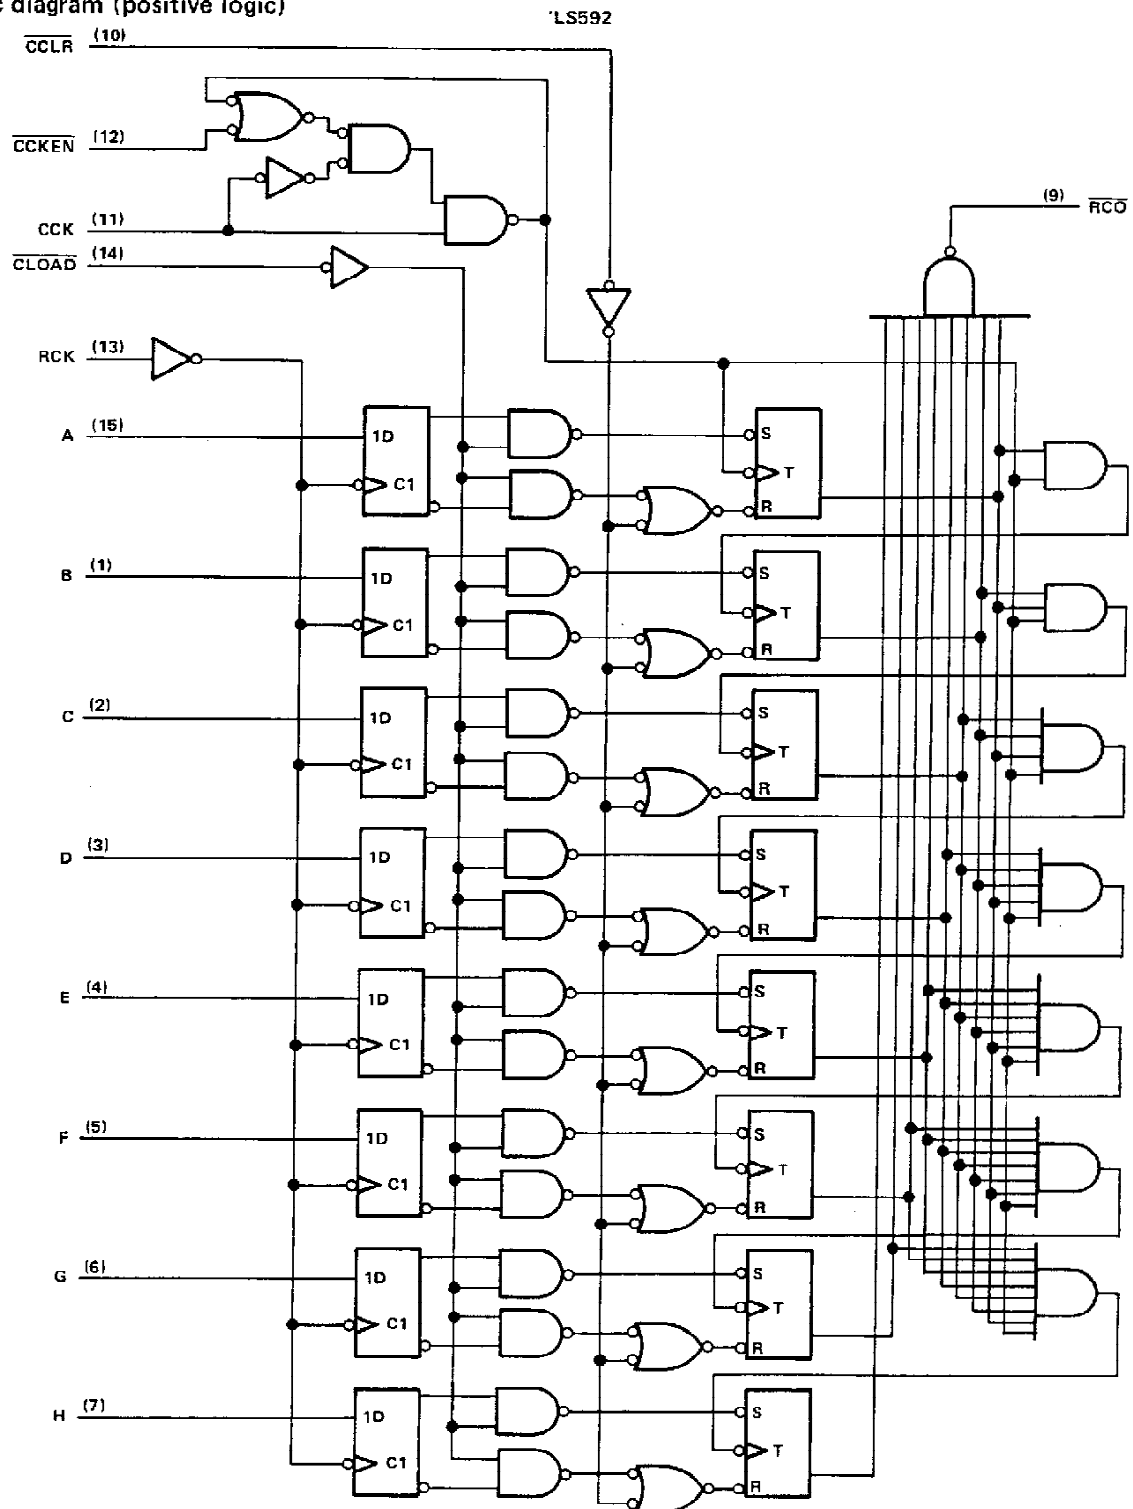 c diagram (positive logic)
'LS592
CCLR (10)
CCKEN (12)
CCK (11)
CLOAD (14)
(9) RCO
RCK (13)
A (15) 1D S
C1 T
R
B (1) 1D S
C1 T
R
C (2) 1D S
C1 T
R
D (3) 1D S
C1 T
R
E (4) 1D S
C1 T
R
F (5) 1D S
C1 T
R
G (6) 1D S
C1 T
R
H (7) 1D S
C1 T
R